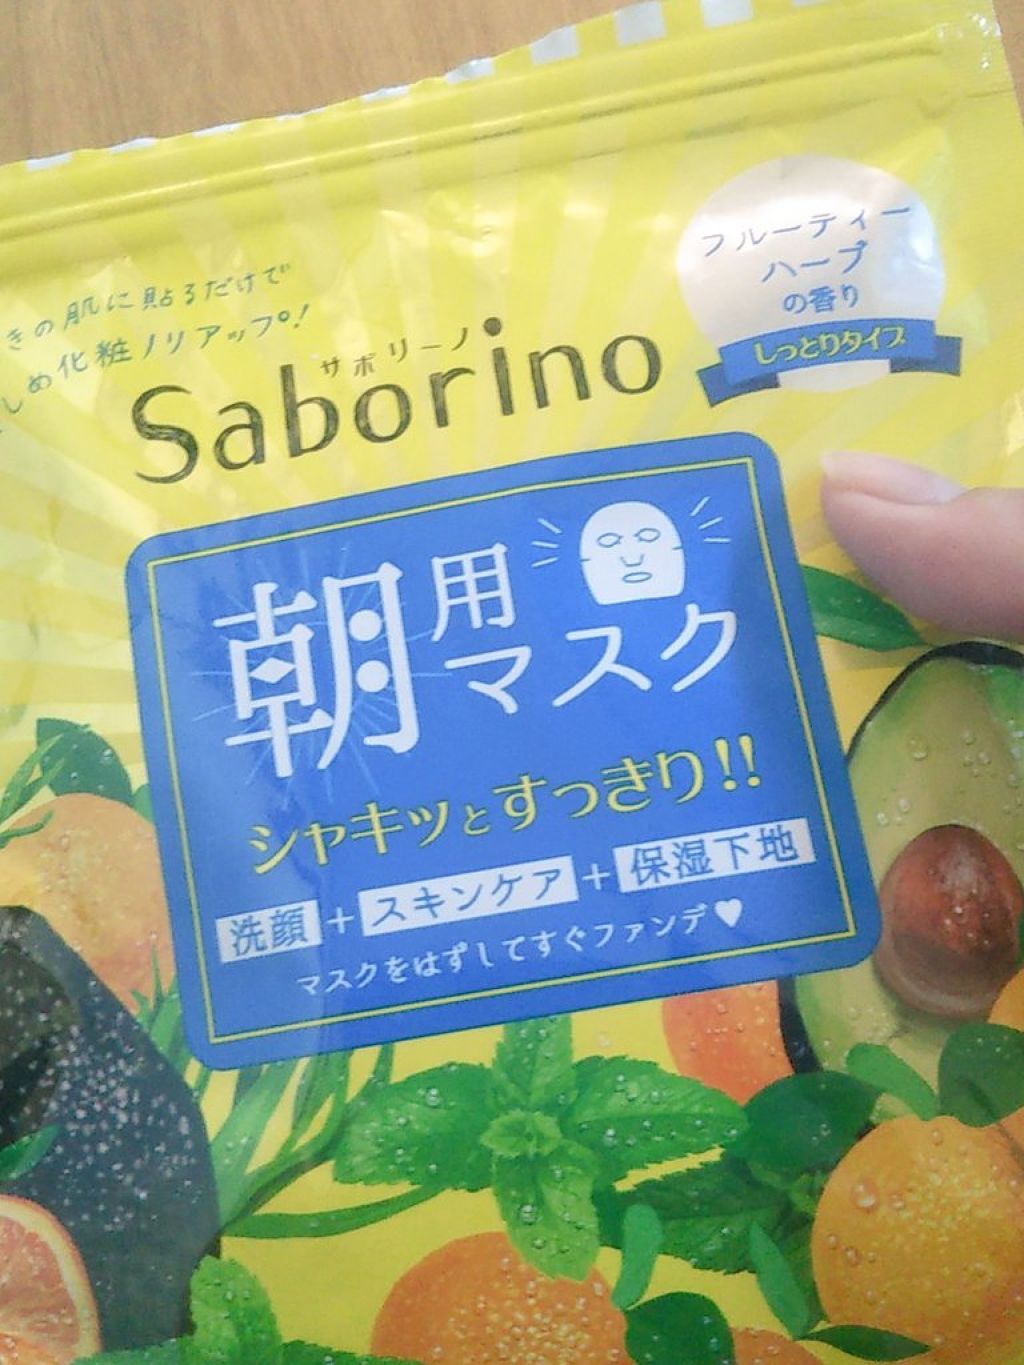 きの肌に貼るだけで
しめ化粧ノリアップ!
サボリーノ
Saborino
フルーティー
ハーブ
の香り
しっとりタイプ
朝用
マスク
シャキッとすっきり!!
洗顔+スキンケア+保湿下地
マスクをはずしてすぐファンデ♥